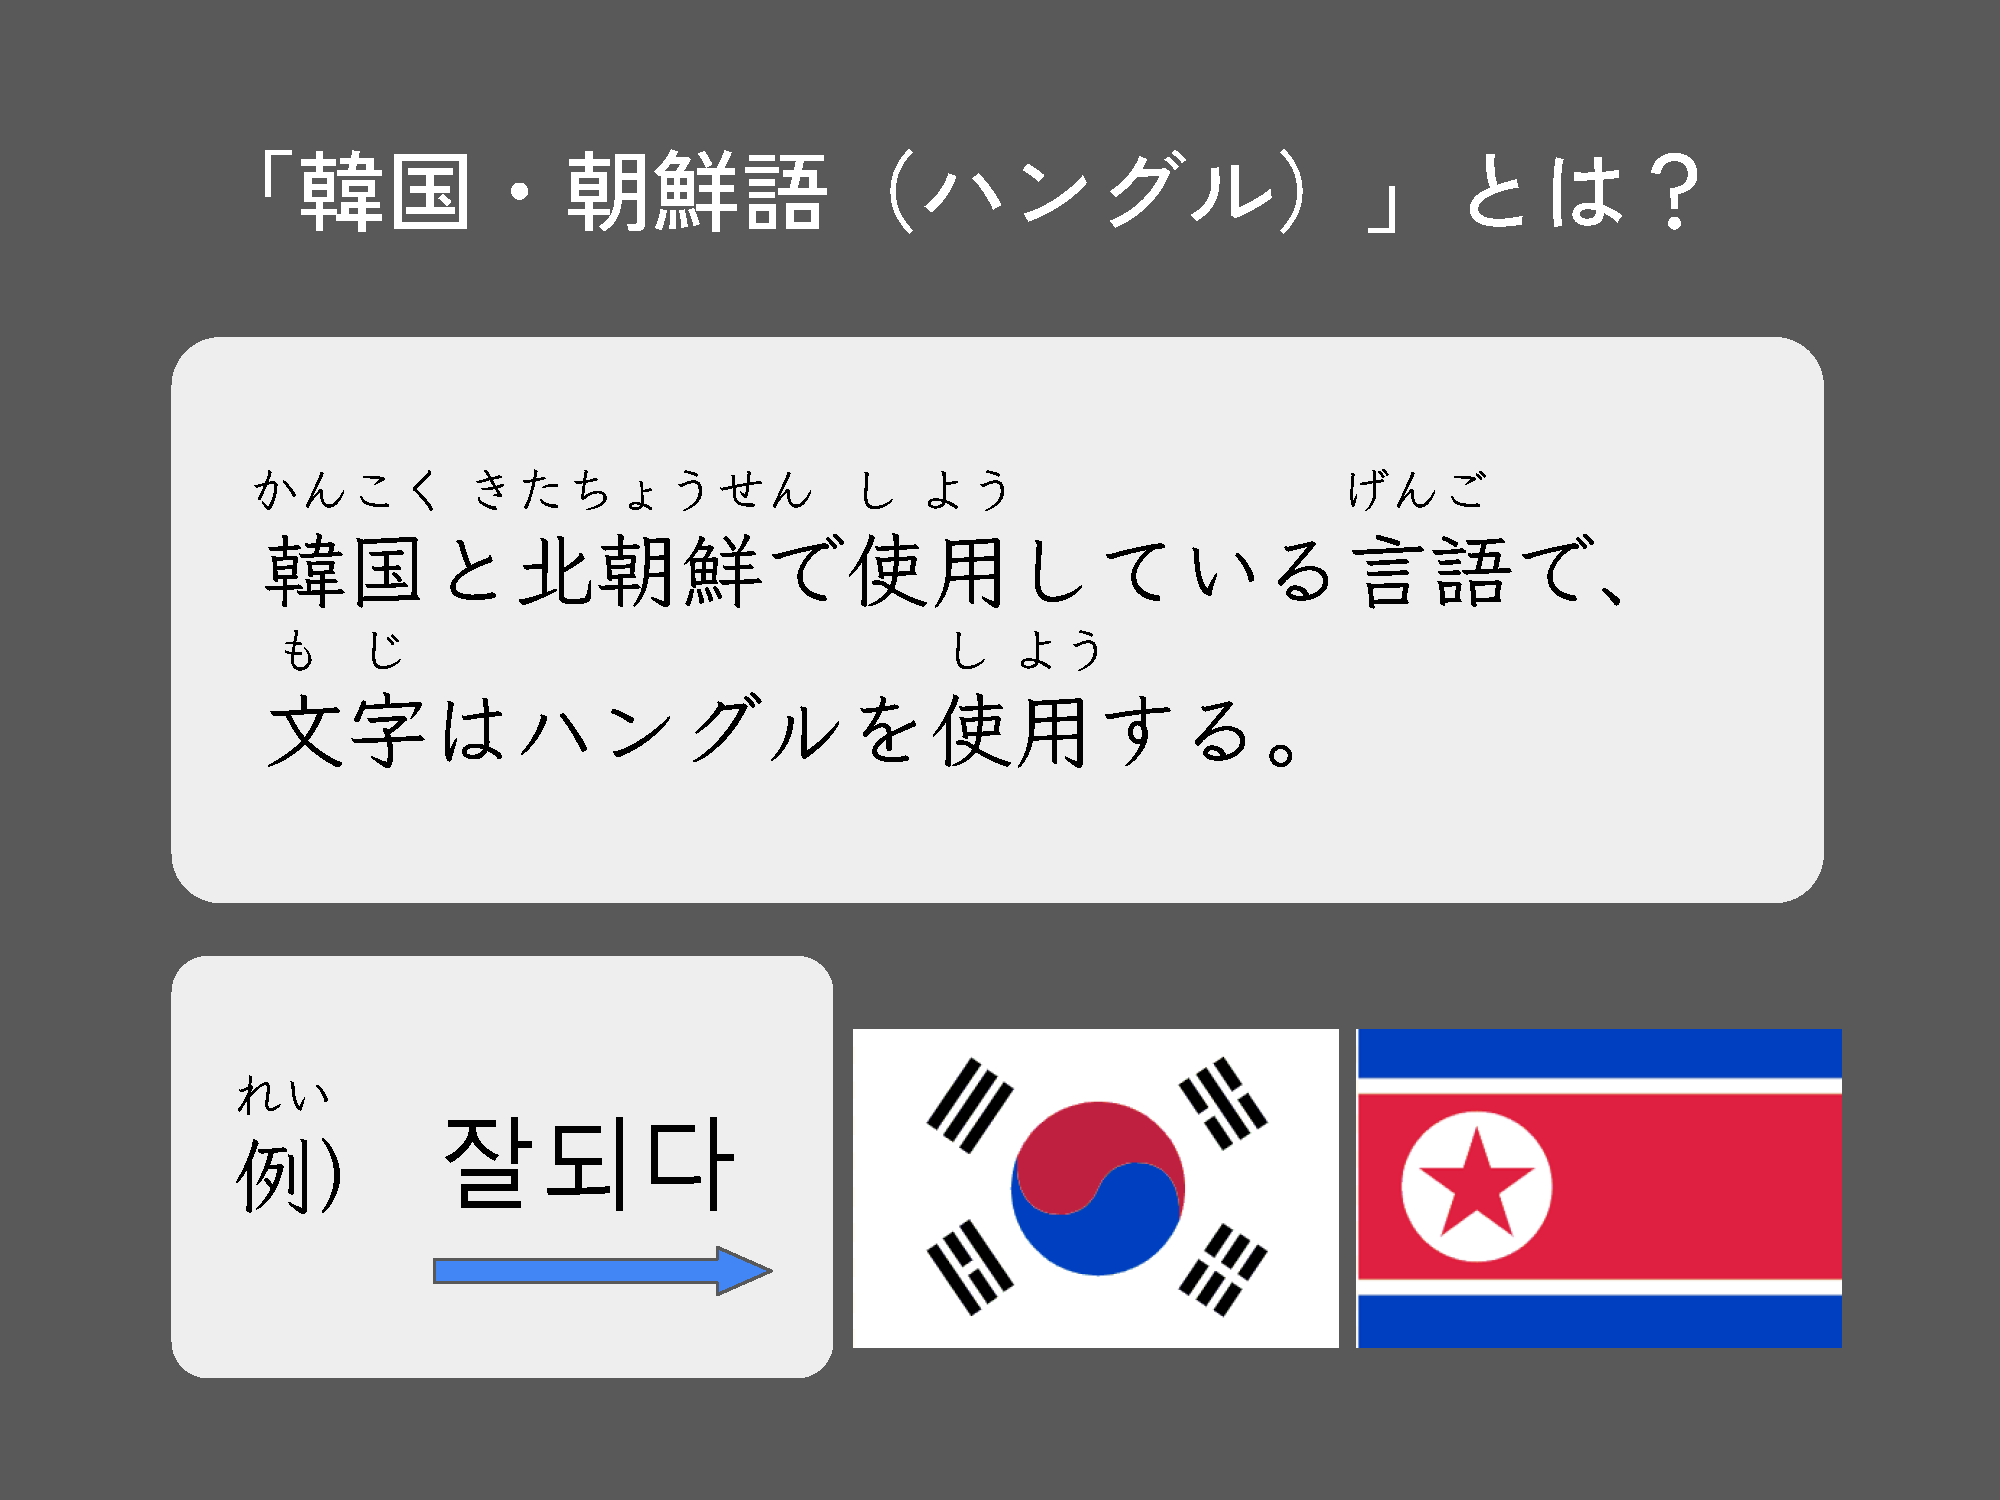 「韓国・朝鮮語（ハングル）」とは？
かんこく きたちょうせん し よう げんご
韓国と北朝鮮で使用している言語で、
も じ し よう
文字はハングルを使用する。
れい
例) 잘되다